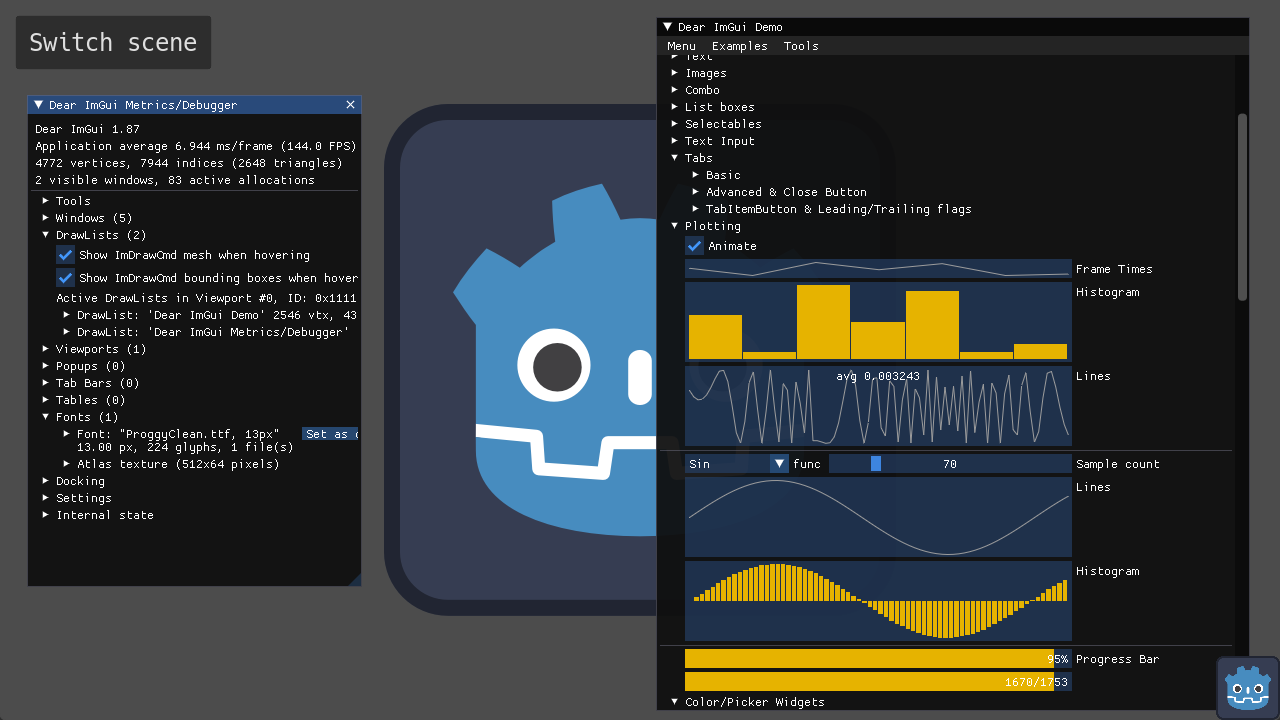 Switch scene
Dear ImGui Metrics/Debugger
Dear ImGui 1.87
Application average 6.944 ms/frame (144.0 FPS)
4772 vertices, 7944 indices (2648 triangles)
2 visible windows, 83 active allocations
Tools
Windows (5)
DrawLists (2)
Show ImDrawCmd mesh when hovering
Show ImDrawCmd bounding boxes when hover
Active DrawLists in Viewport #0, ID: 0x1111
DrawList: 'Dear ImGui Demo' 2546 vtx, 43
DrawList: 'Dear ImGui Metrics/Debugger'
Viewports (1)
Popups (0)
Tab Bars (0)
Tables (0)
Fonts (1)
Font: "ProggyClean.ttf, 13px" Set as
13.00 px, 224 glyphs, 1 file(s)
Atlas texture (512x64 pixels)
Docking
Settings
Internal state
Dear ImGui Demo
Menu Examples Tools
Text
Images
Combo
List boxes
Selectables
Text Input
Tabs
Basic
Advanced & Close Button
TabItemButton & Leading/Trailing flags
Plotting
Animate
Frame Times
Histogram
avg 0.003243 Lines
Sin func 70 Sample count
Lines
Histogram
95% Progress Bar
1670/1753
Color/Picker Widgets